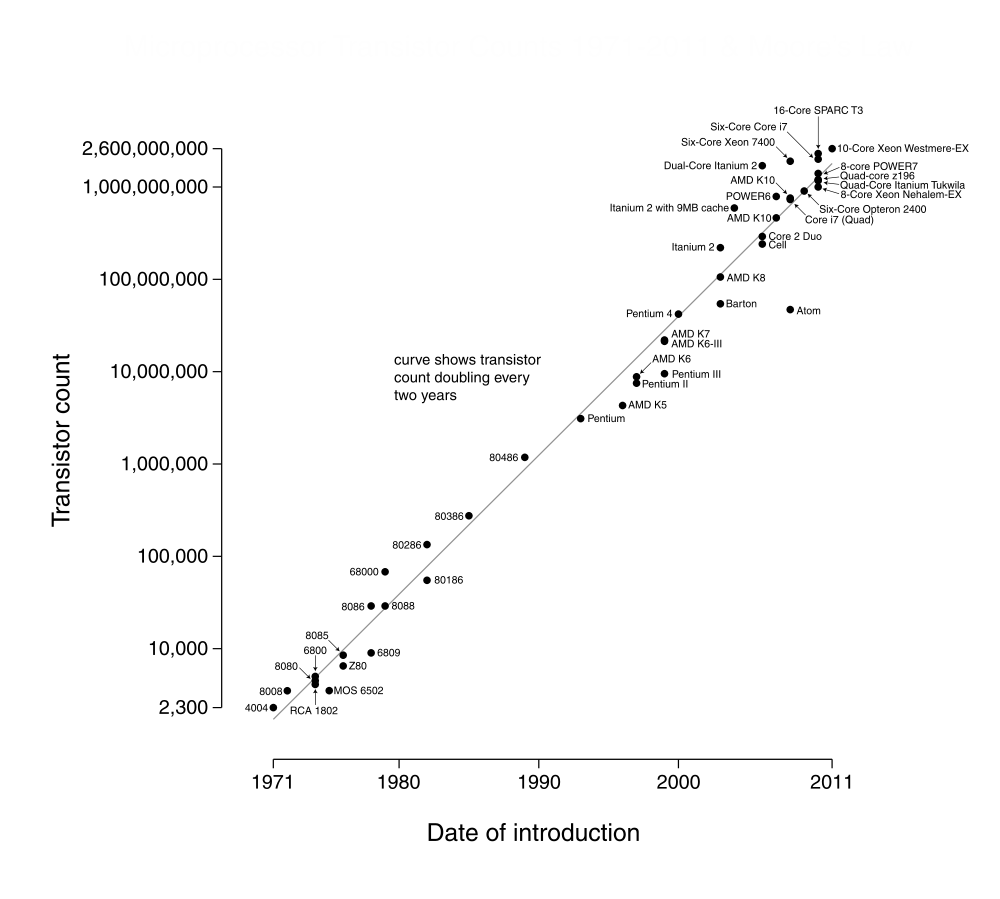 16-Core SPARC T3
Six-Core Core i7
Six-Core Xeon 7400
2,600,000,000
10-Core Xeon Westmere-EX
Dual-Core Itanium 2
8-core POWER7
Quad-core z196
AMD K10
Quad-Core Itanium Tukwila
1,000,000,000
8-Core Xeon Nehalem-EX
POWER6
Itanium 2 with 9MB cache
Six-Core Opteron 2400
AMD K10
Core i7 (Quad)
Core 2 Duo
Itanium 2
Cell
100,000,000
AMD K8
Barton
Pentium 4
Atom
AMD K7
AMD K6-III
curve shows transistor
count doubling every
two years
AMD K6
10,000,000
Pentium III
Pentium II
AMD K5
Pentium
Transistor count
1,000,000
80486
80386
80286
100,000
68000
80186
8086
8088
8085
6800
10,000
6809
8080
Z80
8008
MOS 6502
2,300
4004
RCA 1802
1971
1980
1990
2000
2011
Date of introduction